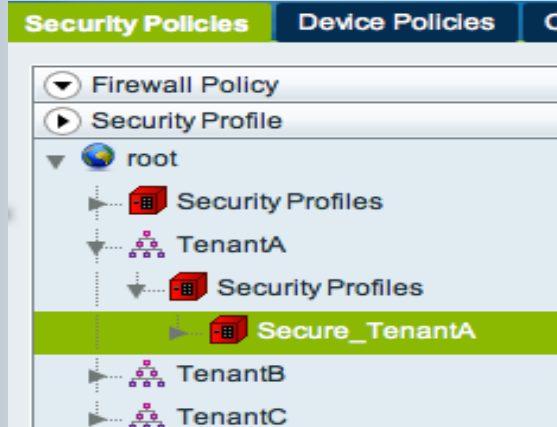 Security Policies
Device Policies
Firewall Policy
Security Profile
root
Security Profiles
TenantA
Security Profiles
Secure_TenantA
TenantB
TenantC